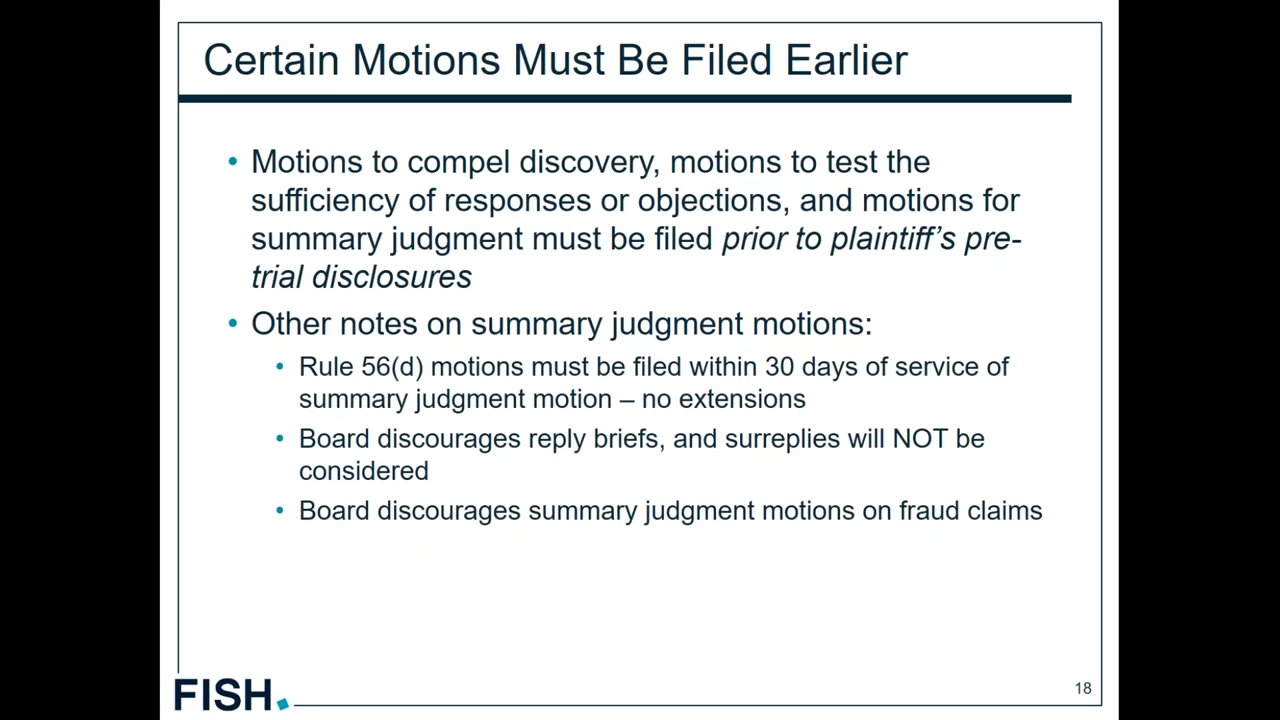 Certain Motions Must Be Filed Earlier
• Motions to compel discovery, motions to test the
sufficiency of responses or objections, and motions for
summary judgment must be filed prior to plaintiff’s pre-
trial disclosures
• Other notes on summary judgment motions:
• Rule 56(d) motions must be filed within 30 days of service of
summary judgment motion – no extensions
• Board discourages reply briefs, and surreplies will NOT be
considered
• Board discourages summary judgment motions on fraud claims
FISH.
18